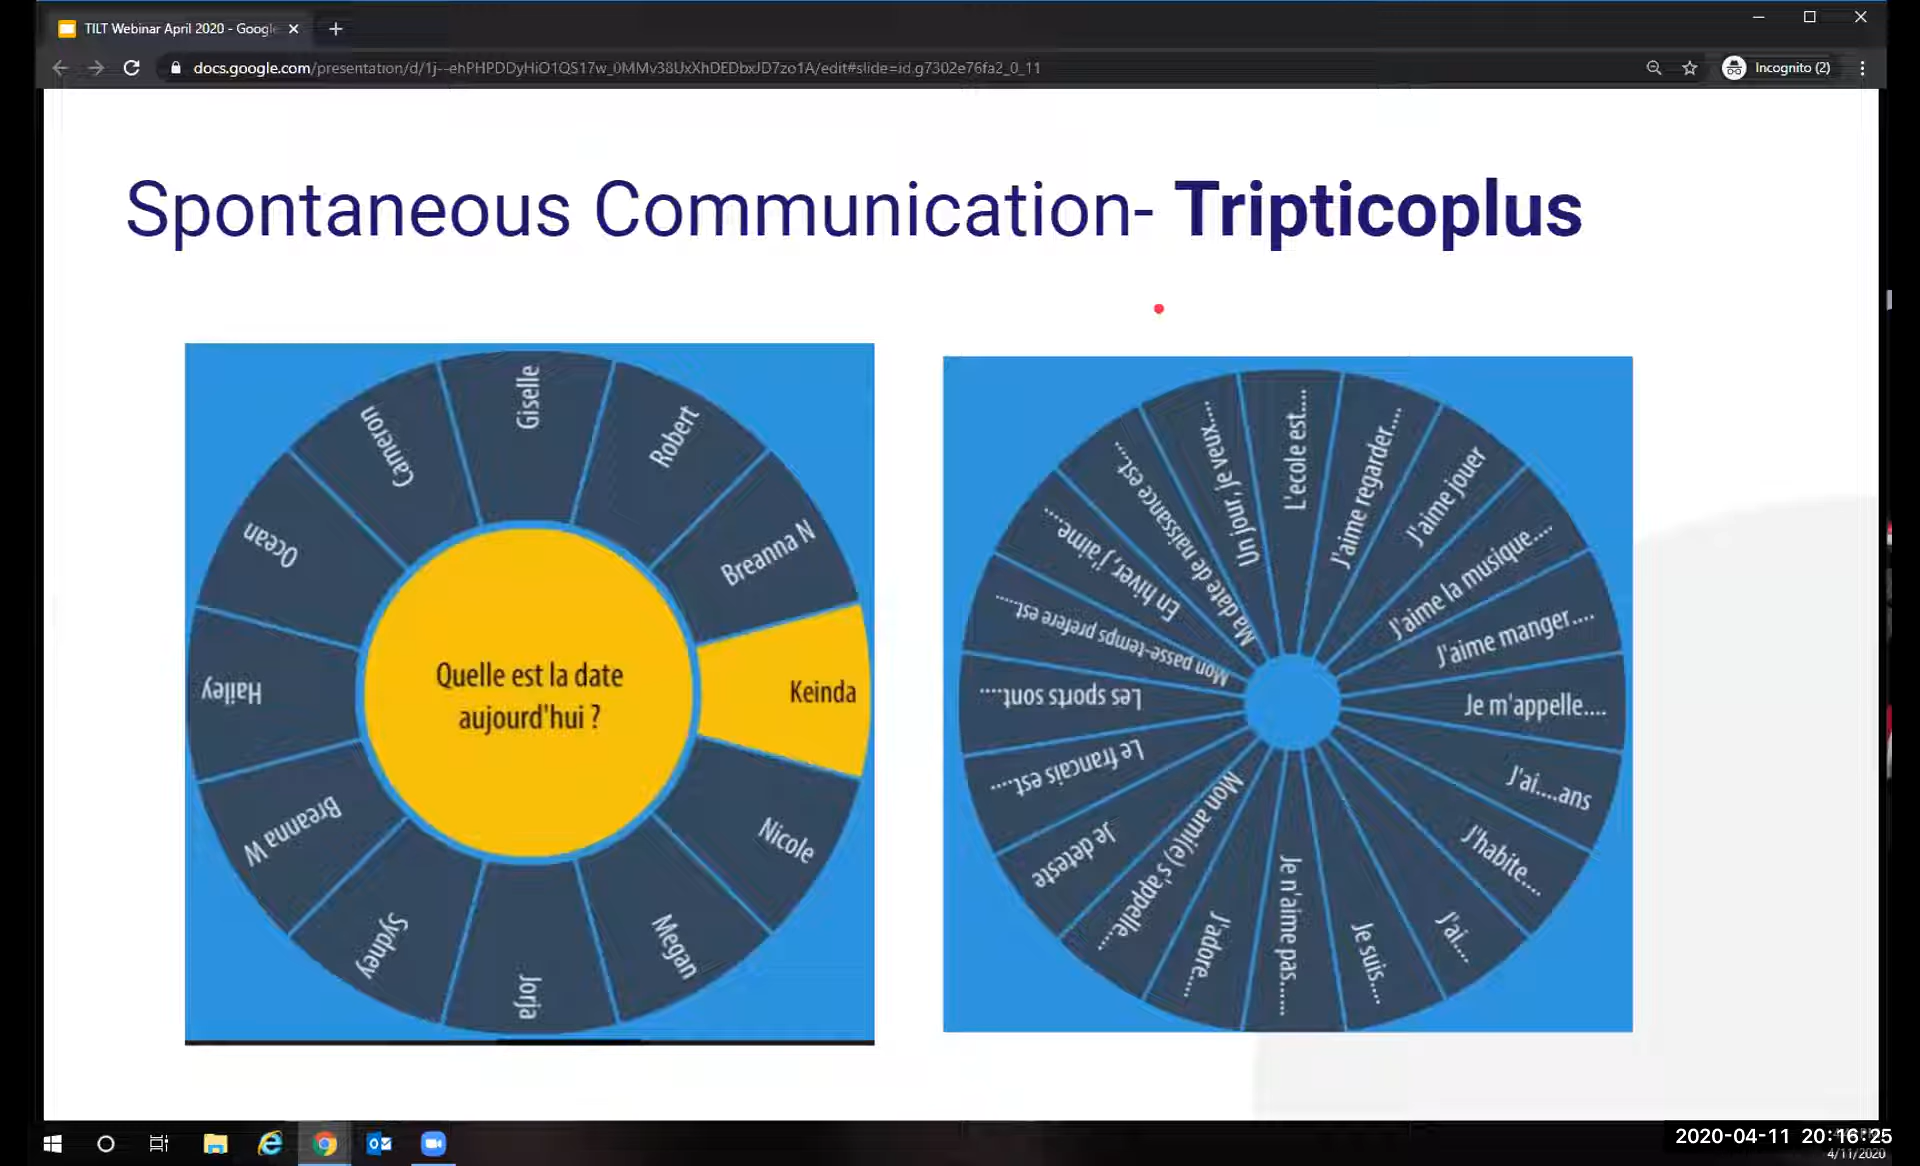 TILT Webinar April 2020 - Google
docs.google.com/presentation/d/1j--ehPHPDDyHiO1QS17w_0MMv38UxXhDEDbxJD7zo1A/edit#slide=id.g7302e76fa2_0_11
Incognito (2)
Spontaneous Communication- Tripticoplus
Giselle
Robert
Breanna N
Keinda
Nicole
Megan
Jorja
Sydney
Breanna W
Hailey
Ocean
Cameron
Quelle est la date
aujourd'hui ?
L'ecole est....
J'aime regarder....
J'aime jouer
J'aime la musique....
J'aime manger....
Je m'appelle....
J'ai....ans
J'habite....
J'ai....
Je suis....
Je n'aime pas.....
J'adore....
Mon ami(e) s'appelle....
Je deteste
Le francais est....
Les sports sont....
Mon passe-temps prefere est....
En hiver, j'aime....
Ma date de naissance est....
Un jour, je veux....
2020-04-11 20:16:25
4/11/2020